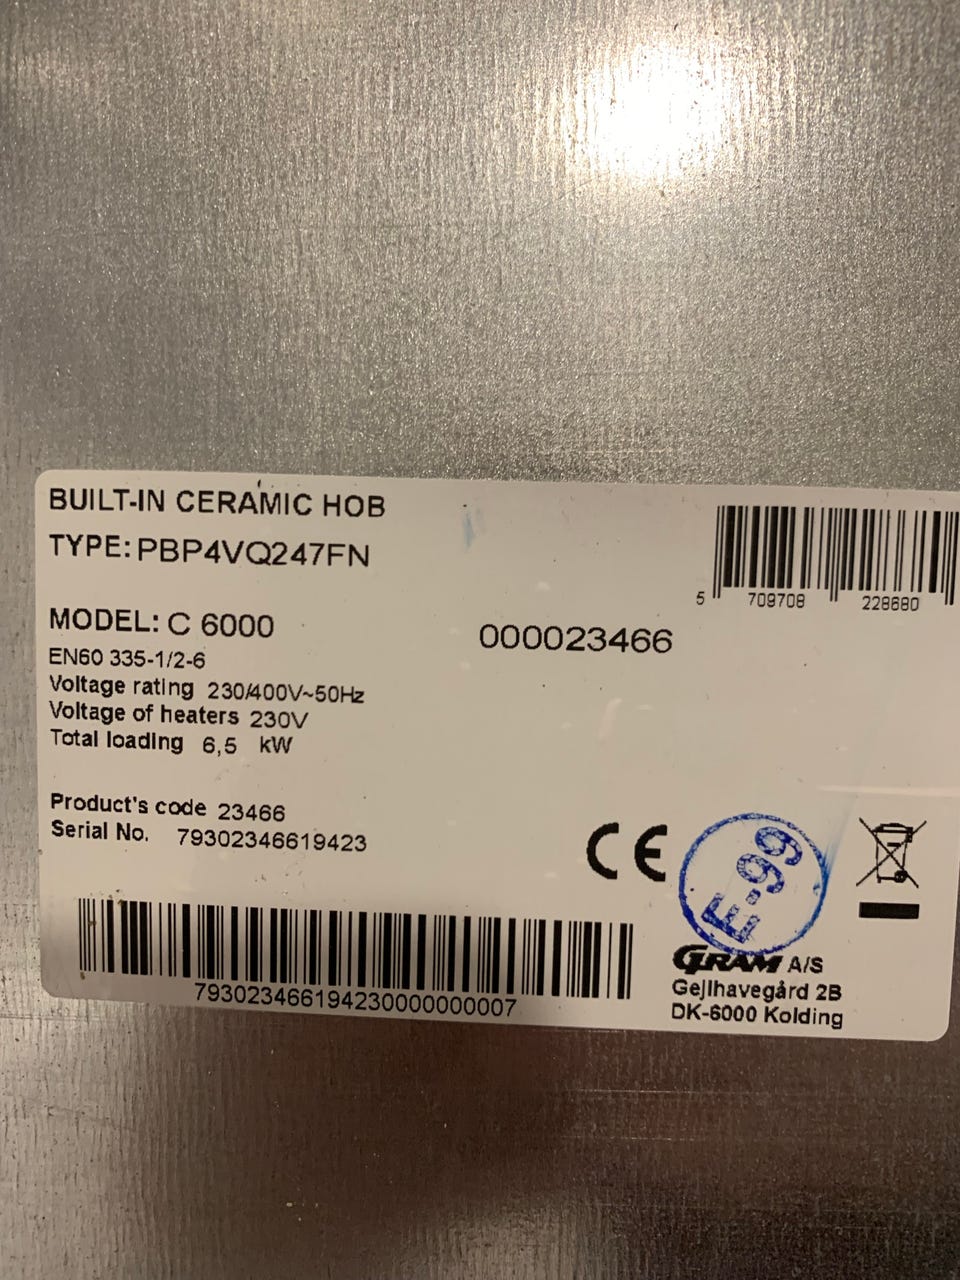 BUILT-IN CERAMIC HOB
TYPE: PBP4VQ247FN
5 709708 228680
MODEL: C 6000
000023466
EN60 335-1/2-6
Voltage rating 230/400V~50Hz
Voltage of heaters 230V
Total loading 6,5 kW
Product's code 23466
Serial No. 79302346619423
CE
E-99
793023466194230000000007
GRAM A/S
Gejlhavegård 2B
DK-6000 Kolding